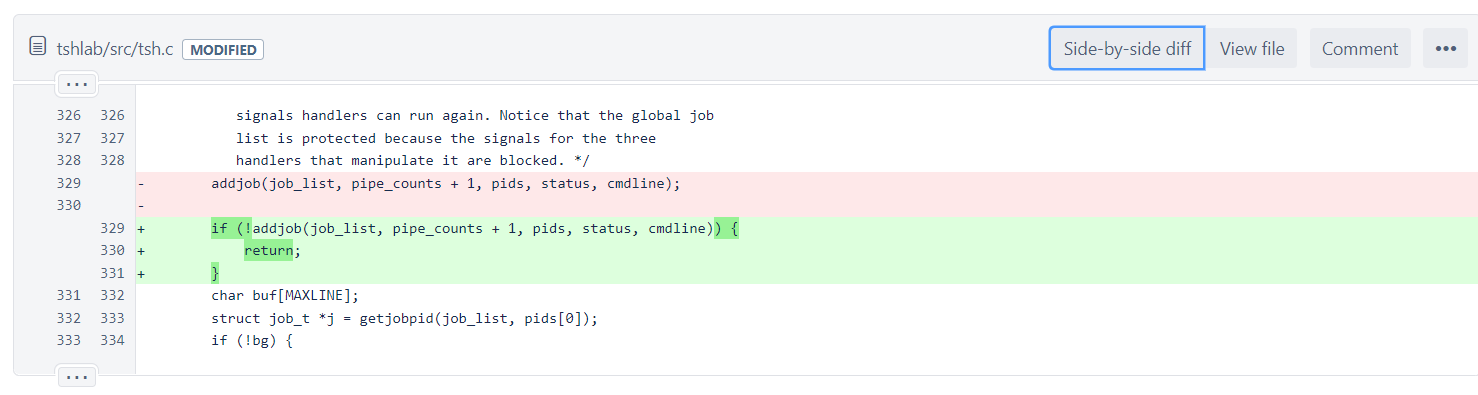 tshlab/src/tsh.c MODIFIED Side-by-side diff View file Comment •••
...
326 326 signals handlers can run again. Notice that the global job
327 327 list is protected because the signals for the three
328 328 handlers that manipulate it are blocked. */
329 - addjob(job_list, pipe_counts + 1, pids, status, cmdline);
330 -
329 + if (!addjob(job_list, pipe_counts + 1, pids, status, cmdline)) {
330 + return;
331 + }
331 332 char buf[MAXLINE];
332 333 struct job_t *j = getjobpid(job_list, pids[0]);
333 334 if (!bg) {
...